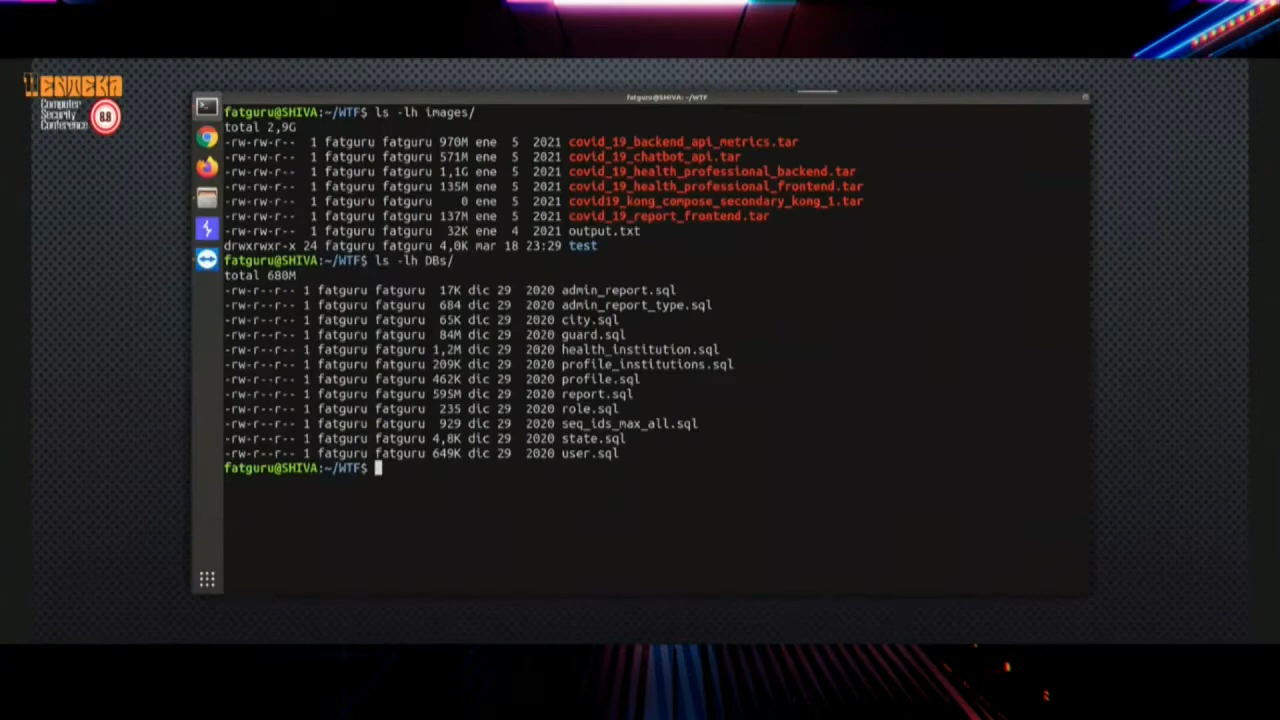 11ENTEKA
Computer
Security
Conference
8.8
fatguru@SHIVA: ~/WTF
fatguru@SHIVA:~/WTF$ ls -lh images/
total 2,9G
-rw-rw-r-- 1 fatguru fatguru 970M ene 5 2021 covid_19_backend_api_metrics.tar
-rw-rw-r-- 1 fatguru fatguru 571M ene 5 2021 covid_19_chatbot_api.tar
-rw-rw-r-- 1 fatguru fatguru 1,1G ene 5 2021 covid_19_health_professional_backend.tar
-rw-rw-r-- 1 fatguru fatguru 135M ene 5 2021 covid_19_health_professional_frontend.tar
-rw-rw-r-- 1 fatguru fatguru 0 ene 5 2021 covid19_kong_compose_secondary_kong_1.tar
-rw-rw-r-- 1 fatguru fatguru 137M ene 5 2021 covid_19_report_frontend.tar
-rw-rw-r-- 1 fatguru fatguru 32K ene 4 2021 output.txt
drwxrwxr-x 24 fatguru fatguru 4,0K mar 18 23:29 test
fatguru@SHIVA:~/WTF$ ls -lh DBs/
total 680M
-rw-r--r-- 1 fatguru fatguru 17K dic 29 2020 admin_report.sql
-rw-r--r-- 1 fatguru fatguru 684 dic 29 2020 admin_report_type.sql
-rw-r--r-- 1 fatguru fatguru 65K dic 29 2020 city.sql
-rw-r--r-- 1 fatguru fatguru 84M dic 29 2020 guard.sql
-rw-r--r-- 1 fatguru fatguru 1,2M dic 29 2020 health_institution.sql
-rw-r--r-- 1 fatguru fatguru 209K dic 29 2020 profile_institutions.sql
-rw-r--r-- 1 fatguru fatguru 462K dic 29 2020 profile.sql
-rw-r--r-- 1 fatguru fatguru 595M dic 29 2020 report.sql
-rw-r--r-- 1 fatguru fatguru 235 dic 29 2020 role.sql
-rw-r--r-- 1 fatguru fatguru 929 dic 29 2020 seq_ids_max_all.sql
-rw-r--r-- 1 fatguru fatguru 4,8K dic 29 2020 state.sql
-rw-r--r-- 1 fatguru fatguru 649K dic 29 2020 user.sql
fatguru@SHIVA:~/WTF$